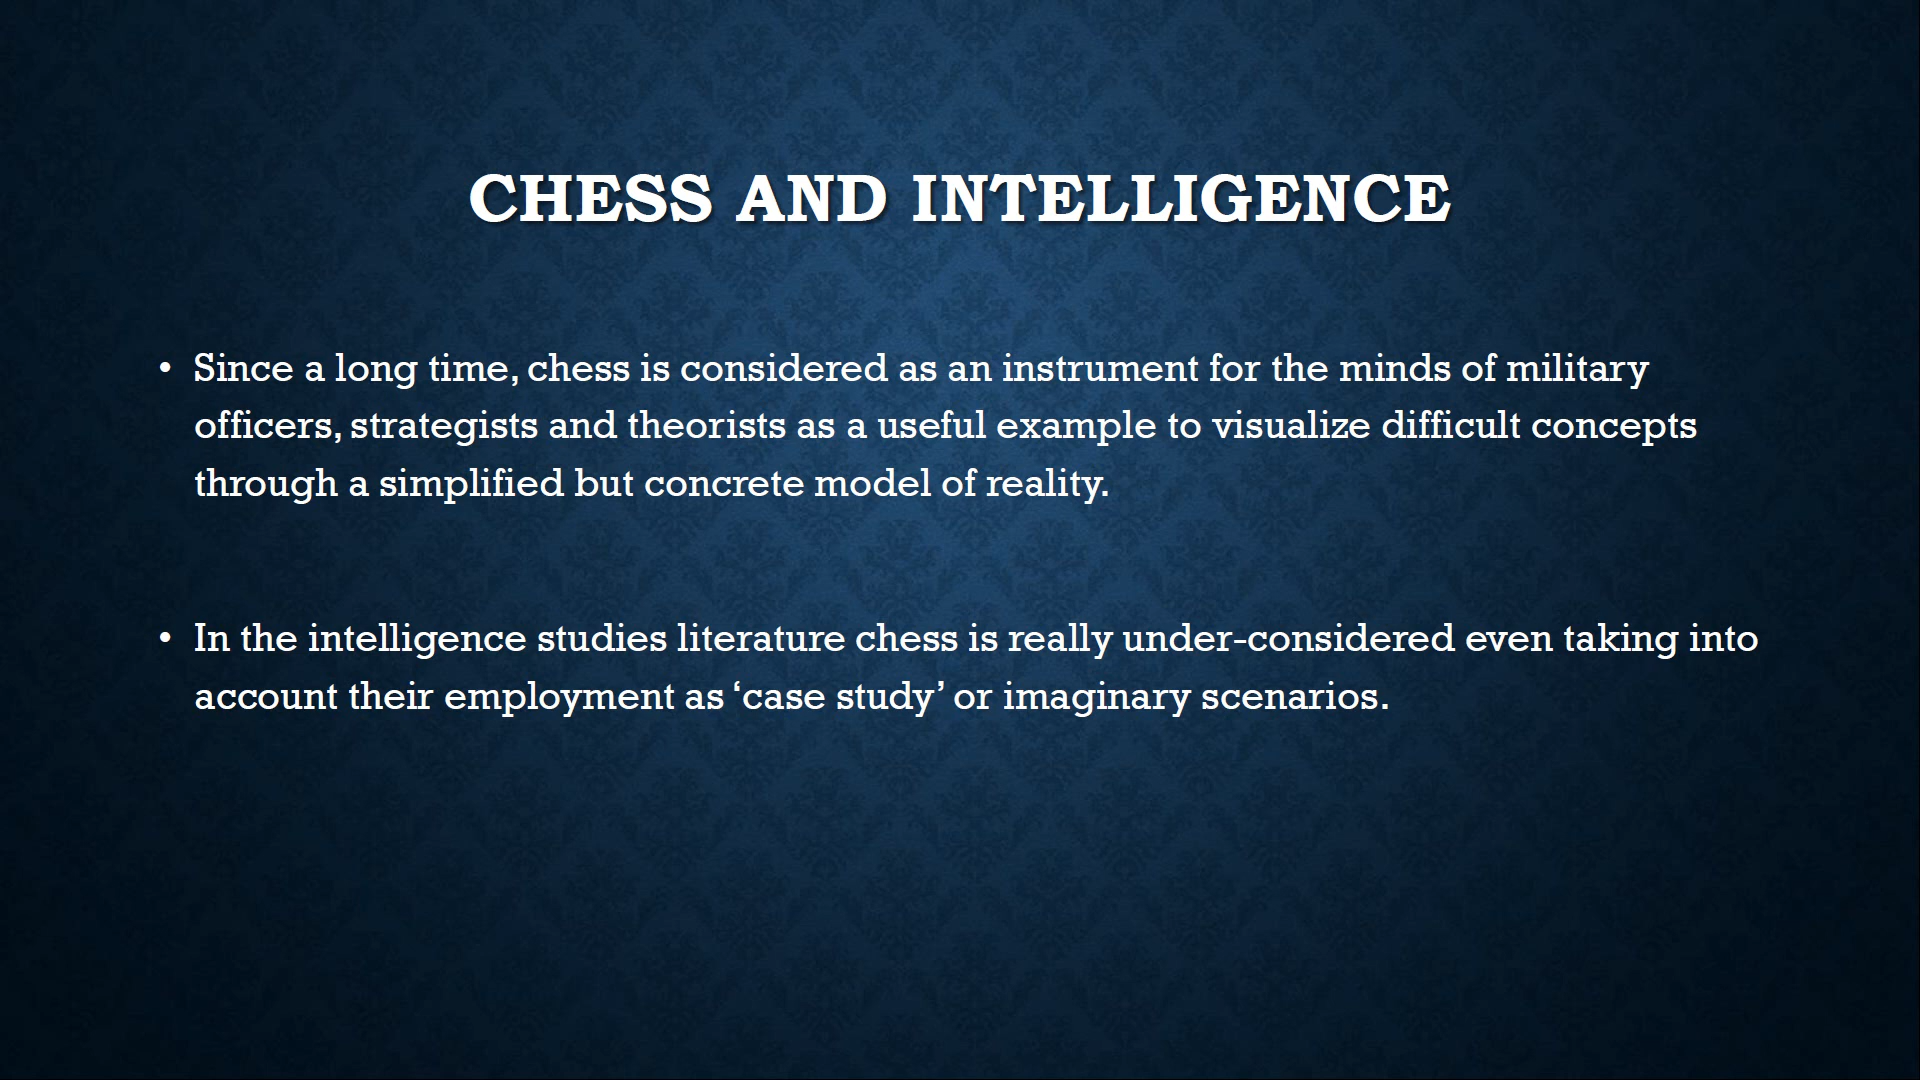 CHESS AND INTELLIGENCE
• Since a long time, chess is considered as an instrument for the minds of military
officers, strategists and theorists as a useful example to visualize difficult concepts
through a simplified but concrete model of reality.
• In the intelligence studies literature chess is really under-considered even taking into
account their employment as ‘case study’ or imaginary scenarios.